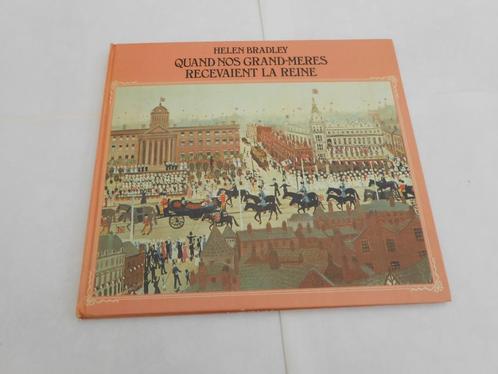 HELEN BRADLEY
QUAND NOS GRAND-MERES
RECEVAIENT LA REINE